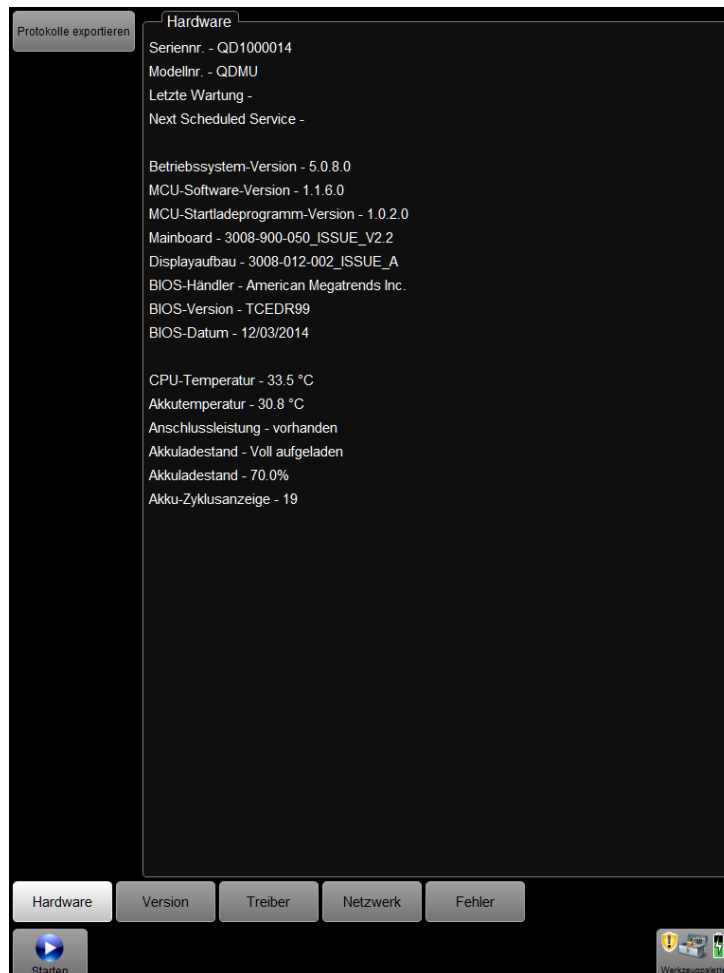 Protokolle exportieren
Hardware
Seriennr. - QD1000014
Modellnr. - QDMU
Letzte Wartung -
Next Scheduled Service -
Betriebssystem-Version - 5.0.8.0
MCU-Software-Version - 1.1.6.0
MCU-Startladeprogramm-Version - 1.0.2.0
Mainboard - 3008-900-050_ISSUE_V2.2
Displayaufbau - 3008-012-002_ISSUE_A
BIOS-Händler - American Megatrends Inc.
BIOS-Version - TCEDR99
BIOS-Datum - 12/03/2014
CPU-Temperatur - 33.5 °C
Akkutemperatur - 30.8 °C
Anschlussleistung - vorhanden
Akkuladestand - Voll aufgeladen
Akkuladestand - 70.0%
Akku-Zyklusanzeige - 19
Hardware Version Treiber Netzwerk Fehler
Starten